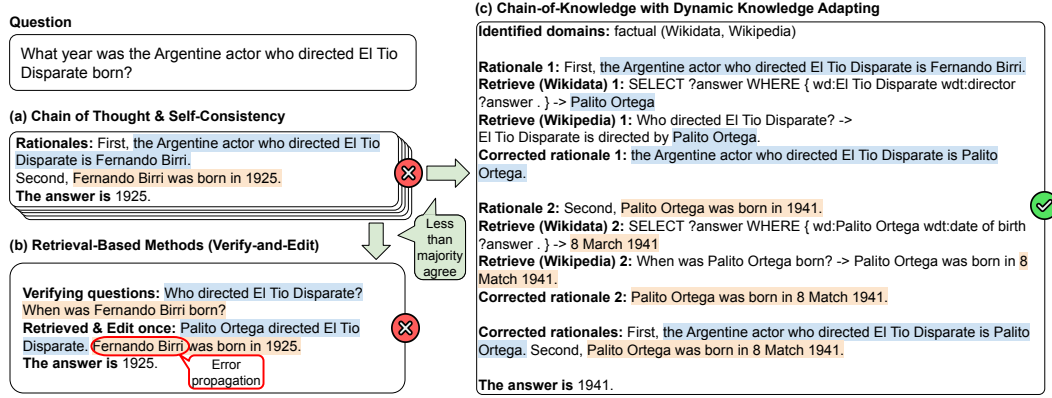 Question
What year was the Argentine actor who directed El Tio
Disparate born?
(a) Chain of Thought & Self-Consistency
Rationales: First, the Argentine actor who directed El Tio
Disparate is Fernando Birri.
Second, Fernando Birri was born in 1925.
The answer is 1925.
Less
than
majority
agree
(b) Retrieval-Based Methods (Verify-and-Edit)
Verifying questions: Who directed El Tio Disparate?
When was Fernando Birri born?
Retrieved & Edit once: Palito Ortega directed El Tio
Disparate. Fernando Birri was born in 1925.
The answer is 1925.
Error
propagation
(c) Chain-of-Knowledge with Dynamic Knowledge Adapting
Identified domains: factual (Wikidata, Wikipedia)
Rationale 1: First, the Argentine actor who directed El Tio Disparate is Fernando Birri.
Retrieve (Wikidata) 1: SELECT ?answer WHERE { wd:El Tio Disparate wdt:director
?answer . } -> Palito Ortega
Retrieve (Wikipedia) 1: Who directed El Tio Disparate? ->
El Tio Disparate is directed by Palito Ortega.
Corrected rationale 1: the Argentine actor who directed El Tio Disparate is Palito
Ortega.
Rationale 2: Second, Palito Ortega was born in 1941.
Retrieve (Wikidata) 2: SELECT ?answer WHERE { wd:Palito Ortega wdt:date of birth
?answer . } -> 8 March 1941
Retrieve (Wikipedia) 2: When was Palito Ortega born? -> Palito Ortega was born in 8
Match 1941.
Corrected rationale 2: Palito Ortega was born in 8 Match 1941.
Corrected rationales: First, the Argentine actor who directed El Tio Disparate is Palito
Ortega. Second, Palito Ortega was born in 8 Match 1941.
The answer is 1941.